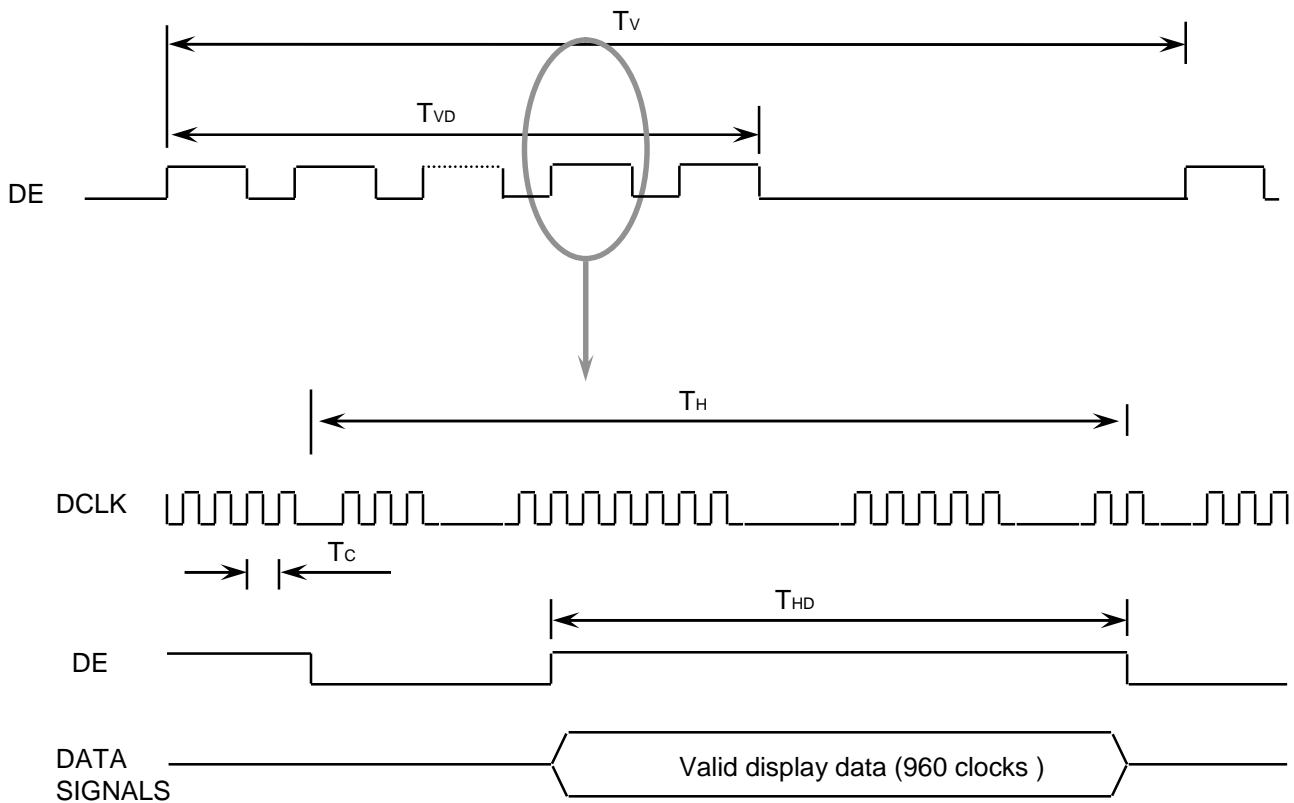 TV
TVD
DE
TH
DCLK
TC
THD
DE
DATA
SIGNALS
Valid display data (960 clocks )